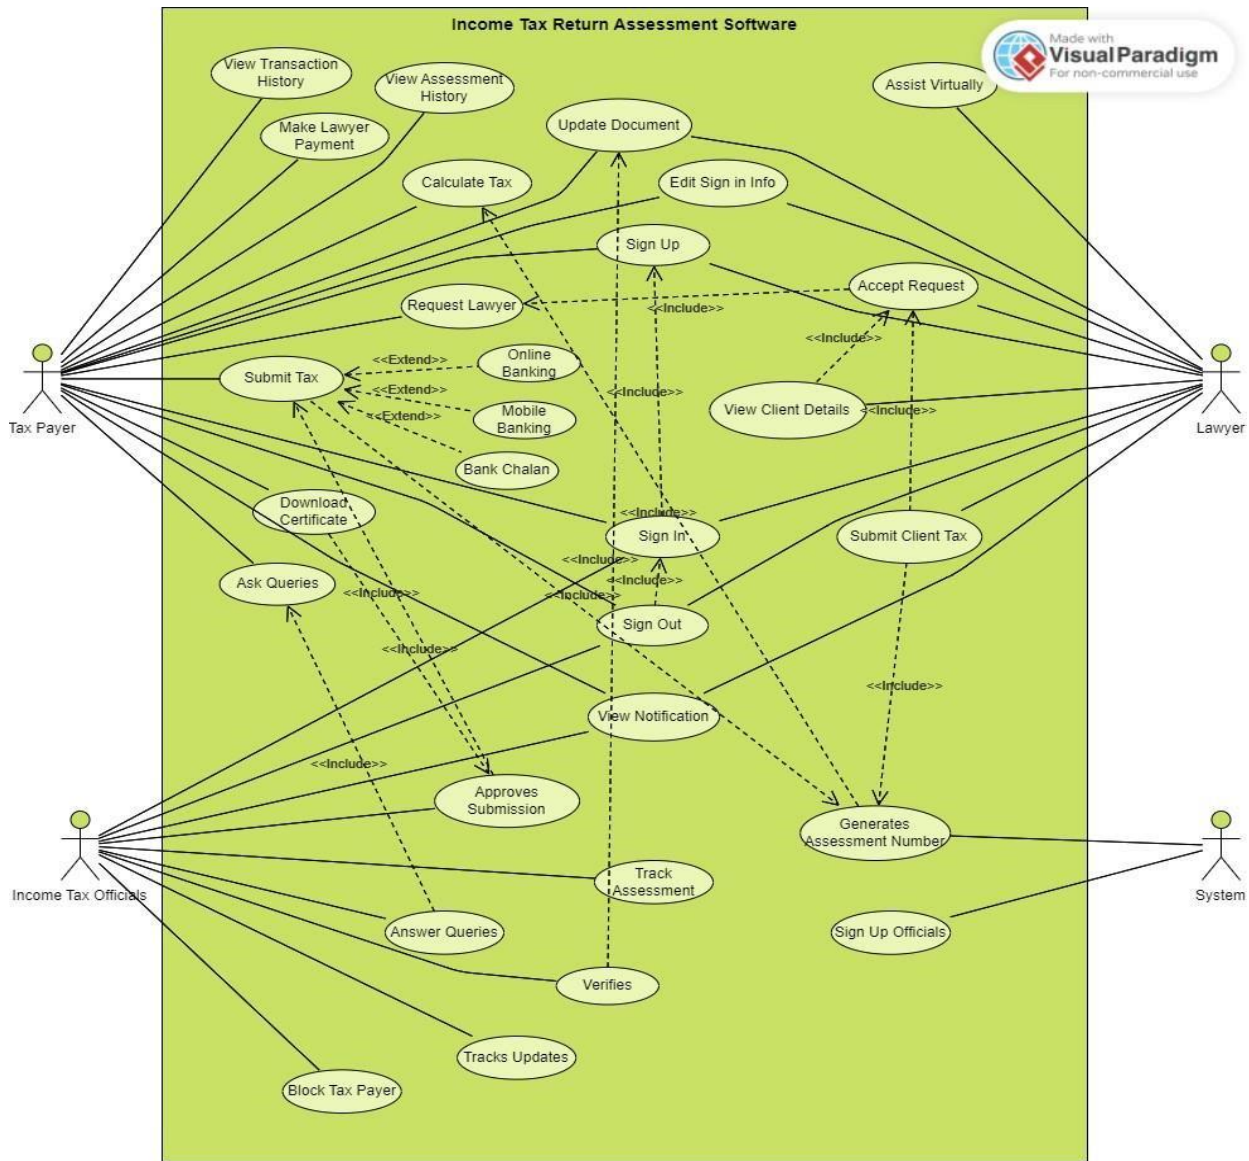 Income Tax Return Assessment Software
Made with
Visual Paradigm
For non-commercial use
View Transaction
History
View Assessment
History
Assist Virtually
Make Lawyer
Payment
Update Document
Calculate Tax
Edit Sign in Info
Sign Up
Request Lawyer
Accept Request
<<Include>>
<<Include>>
<<Extend>>
Online
Banking
Submit Tax
<<Extend>>
<<Include>>
<<Extend>>
Mobile
Banking
View Client Details
<<Include>>
Tax Payer
Lawyer
Bank Chalan
Download
Certificate
<<Include>>
Sign In
Submit Client Tax
<<Include>>
Ask Queries
<<Include>>
<<Include>>
<<Include>>
Sign Out
<<Include>>
<<Include>>
View Notification
<<Include>>
Approves
Submission
Generates
Assessment Number
Track
Assessment
Income Tax Officials
System
Answer Queries
Sign Up Officials
Verifies
Tracks Updates
Block Tax Payer